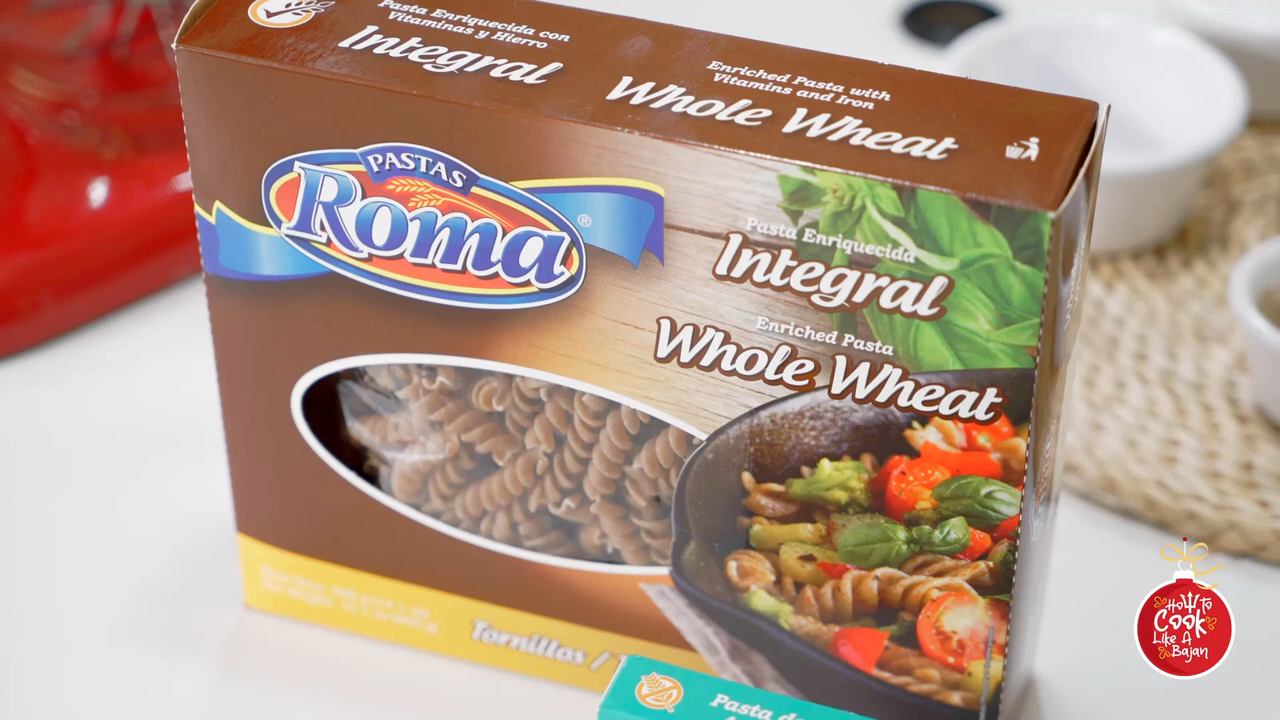 Pasta Enriquecida con
Vitaminas y Hierro
Integral
Enriched Pasta with
Vitamins and Iron
Whole Wheat
PASTAS
Roma
®
Pasta Enriquecida
Integral
Enriched Pasta
Whole Wheat
Tornillos /
Pasta de
How To
Cook
Like A
Bajan